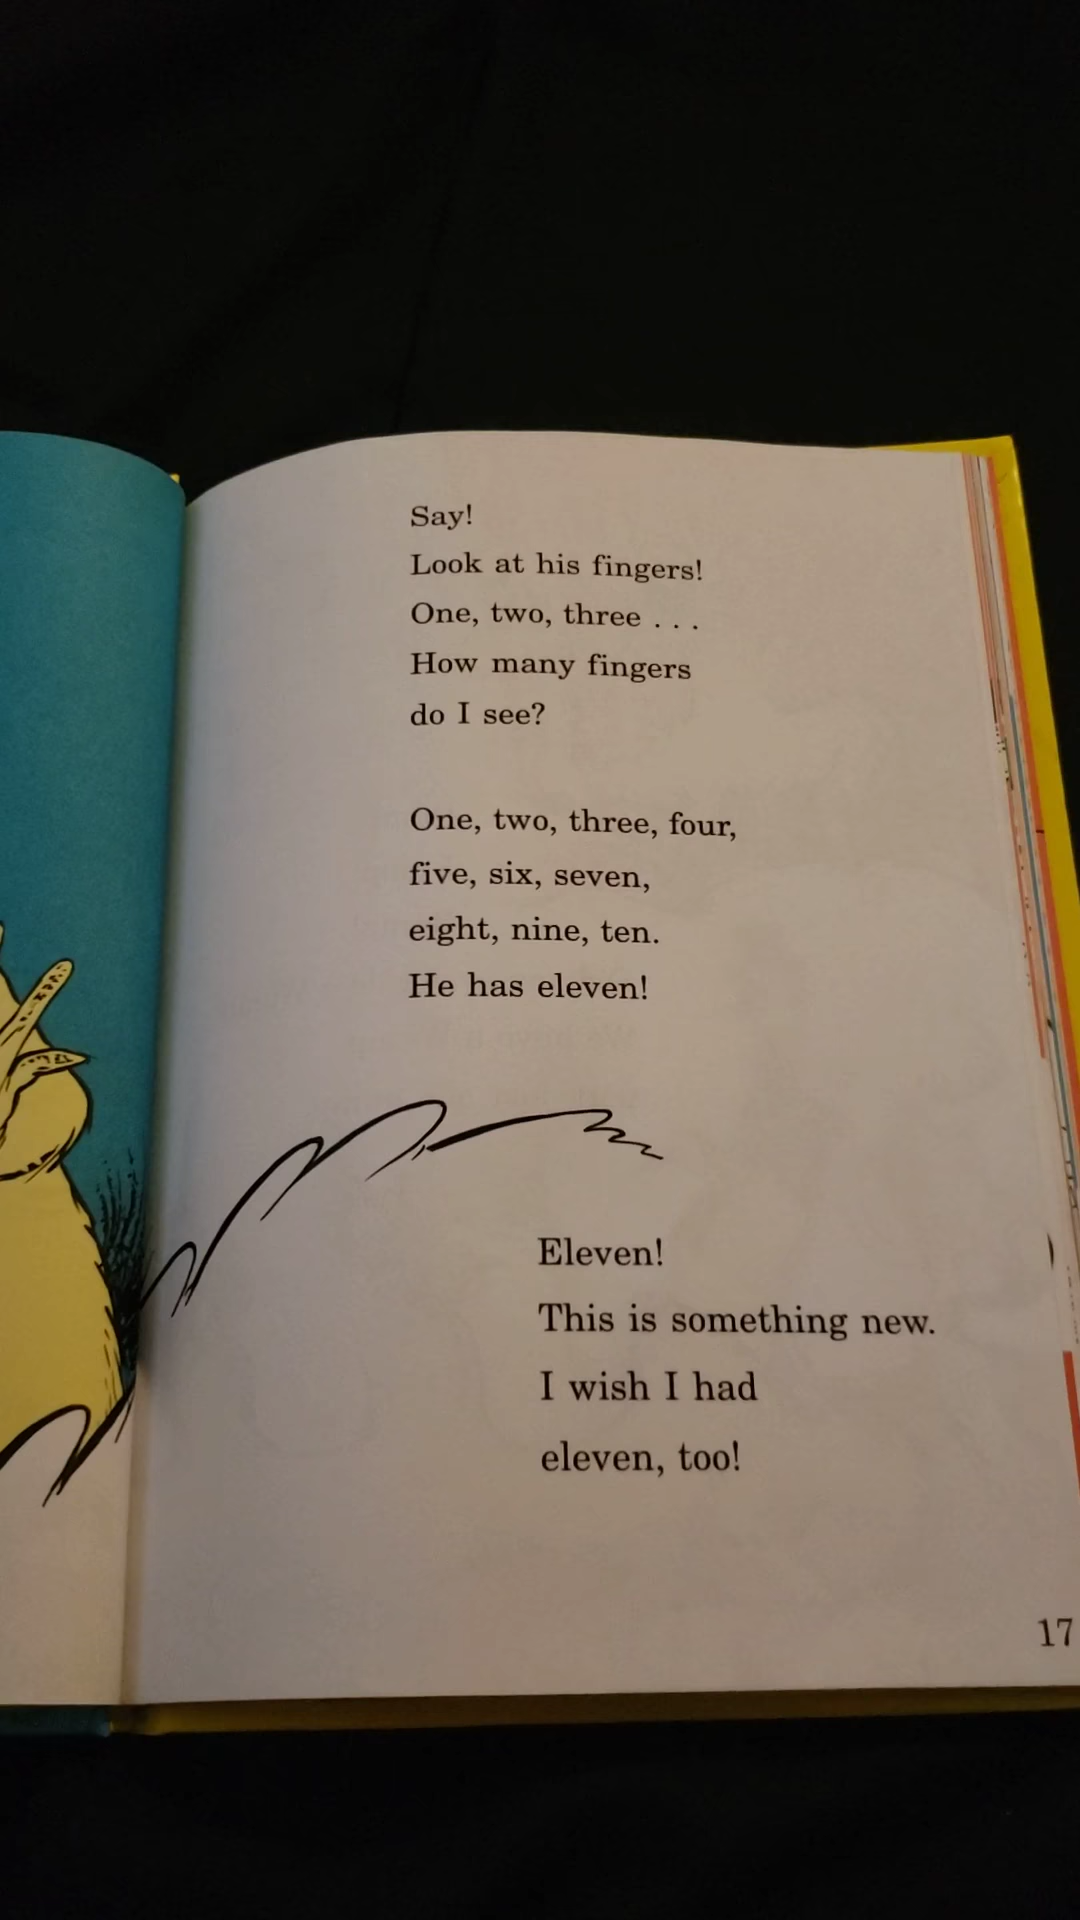 Say!
Look at his fingers!
One, two, three . . .
How many fingers
do I see?
One, two, three, four,
five, six, seven,
eight, nine, ten.
He has eleven!
Eleven!
This is something new.
I wish I had
eleven, too!
17